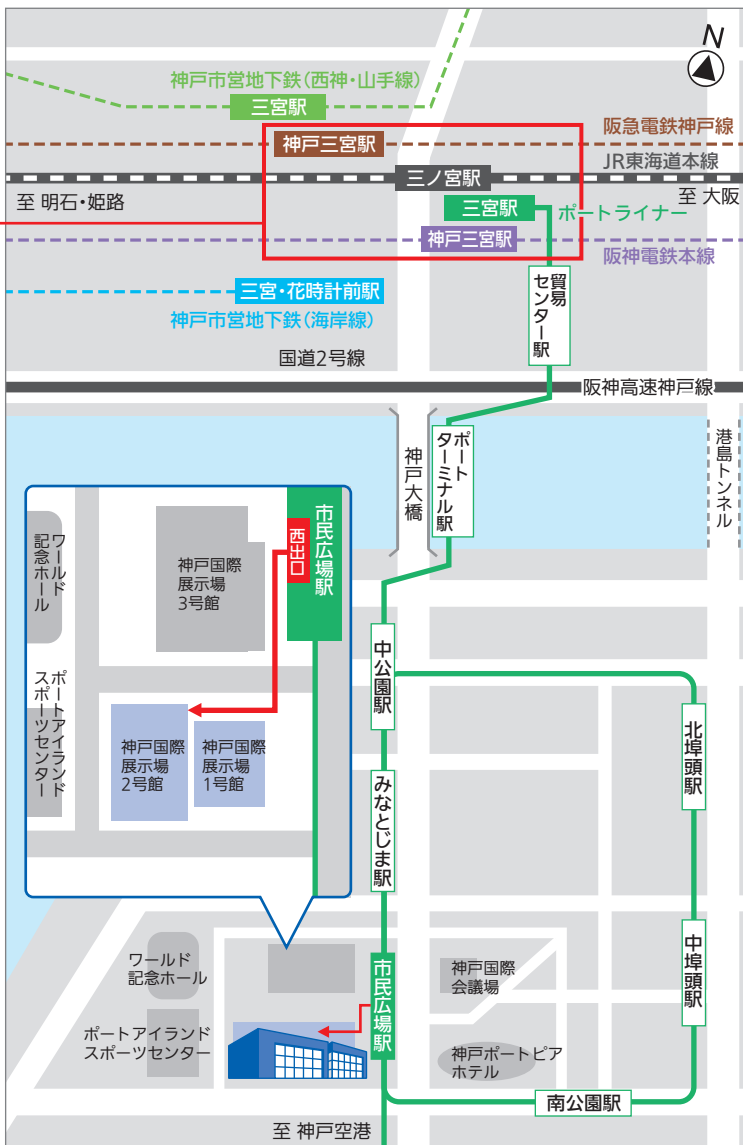 N
神戸市営地下鉄(西神・山手線)
三宮駅
阪急電鉄神戸線
神戸三宮駅
JR東海道本線
三ノ宮駅
至 明石・姫路
至 大阪
三宮駅
ポートライナー
神戸三宮駅
阪神電鉄本線
三宮・花時計前駅
神戸市営地下鉄(海岸線)
貿易
センター駅
国道2号線
阪神高速神戸線
神戸大橋
ポート
ターミナル駅
港島トンネル
市民広場駅
西出口
ワールド
記念ホール
神戸国際
展示場
3号館
ポートアイランド
スポーツセンター
神戸国際
展示場
2号館
神戸国際
展示場
1号館
中公園駅
北埠頭駅
みなとじま駅
ワールド
記念ホール
市民広場駅
神戸国際
会議場
中埠頭駅
ポートアイランド
スポーツセンター
神戸ポートピア
ホテル
南公園駅
至 神戸空港